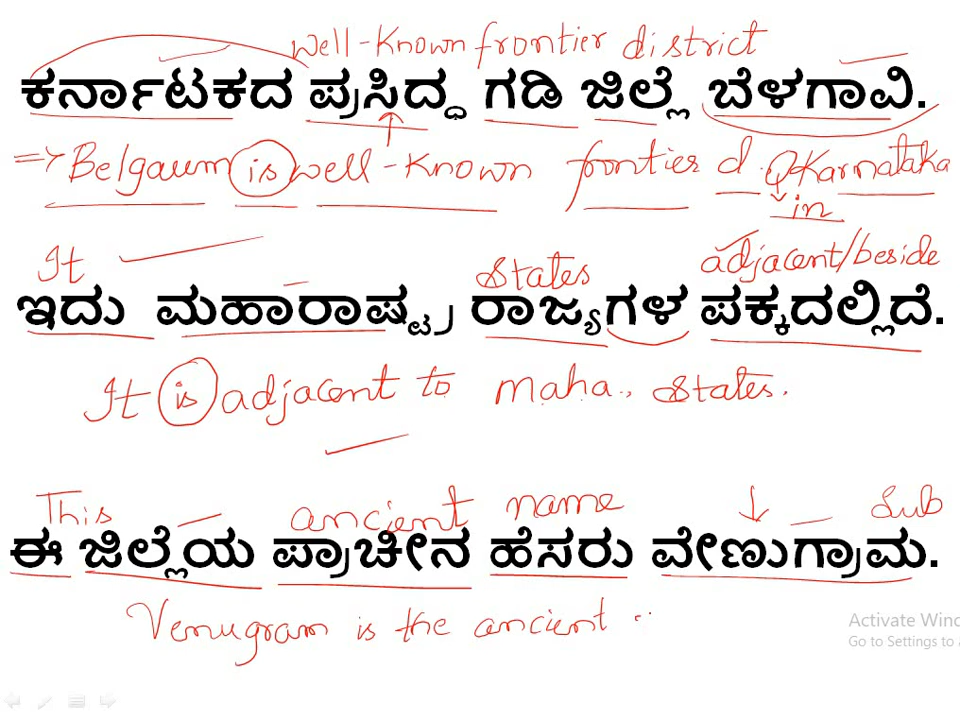 well-known frontier district
ಕರ್ನಾಟಕದ ಪ್ರಸಿದ್ಧ ಗಡಿ ಜಿಲ್ಲೆ ಬೆಳಗಾವಿ.
=> Belgaum is well-known frontier d. of Karnataka
in
It States adjacent/beside
ಇದು ಮಹಾರಾಷ್ಟ್ರ ರಾಜ್ಯಗಳ ಪಕ್ಕದಲ್ಲಿದೆ.
It is adjacent to maha., states.
This ancient name Sub
ಈ ಜಿಲ್ಲೆಯ ಪ್ರಾಚೀನ ಹೆಸರು ವೇಣುಗ್ರಾಮ.
Venugram is the ancient
Activate Wind
Go to Settings to